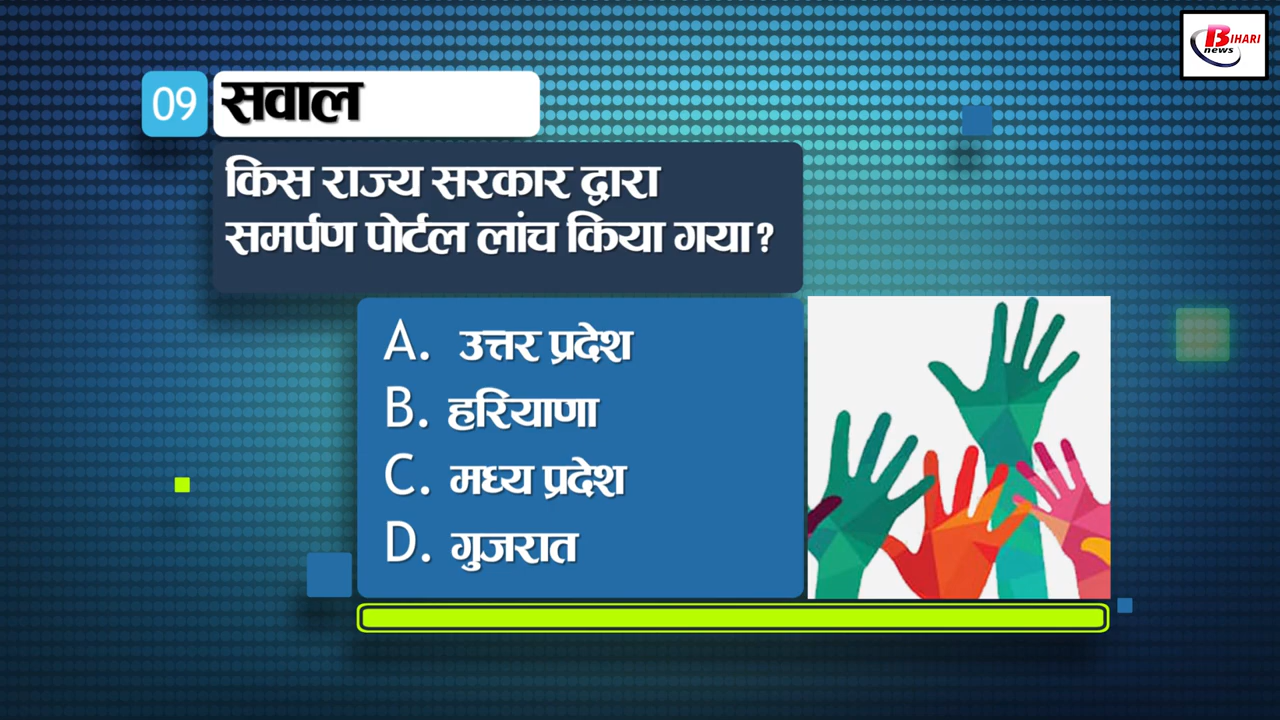 BIHARI
news
09 सवाल
किस राज्य सरकार द्वारा
समर्पण पोर्टल लांच किया गया?
A. उत्तर प्रदेश
B. हरियाणा
C. मध्य प्रदेश
D. गुजरात